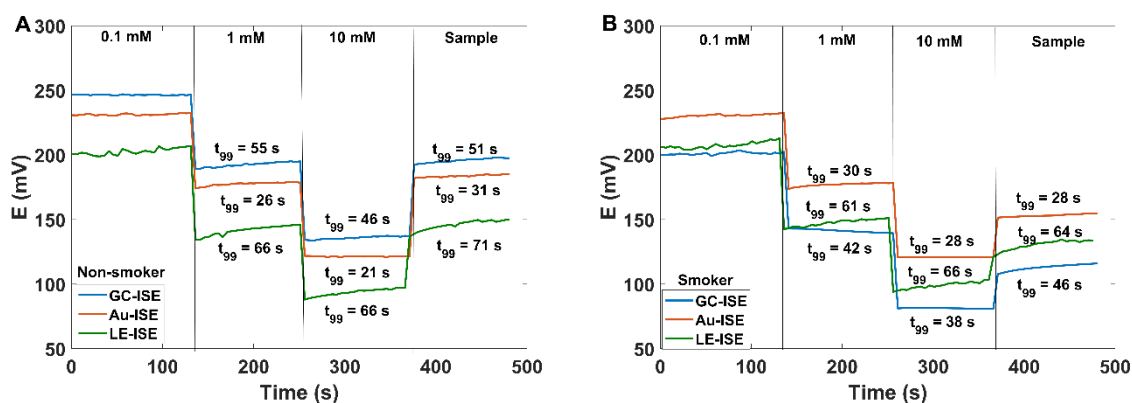 A
300
250
200
150
100
50
E (mV)
0.1 mM
1 mM
10 mM
Sample
t99 = 55 s
t99 = 51 s
t99 = 26 s
t99 = 46 s
t99 = 31 s
t99 = 66 s
t99 = 71 s
t99 = 21 s
t99 = 66 s
Non-smoker
GC-ISE
Au-ISE
LE-ISE
0
100
200
300
400
500
Time (s)
B
300
250
200
150
100
50
E (mV)
0.1 mM
1 mM
10 mM
Sample
t99 = 30 s
t99 = 61 s
t99 = 28 s
t99 = 42 s
t99 = 28 s
t99 = 64 s
t99 = 66 s
t99 = 46 s
t99 = 38 s
Smoker
GC-ISE
Au-ISE
LE-ISE
0
100
200
300
400
500
Time (s)